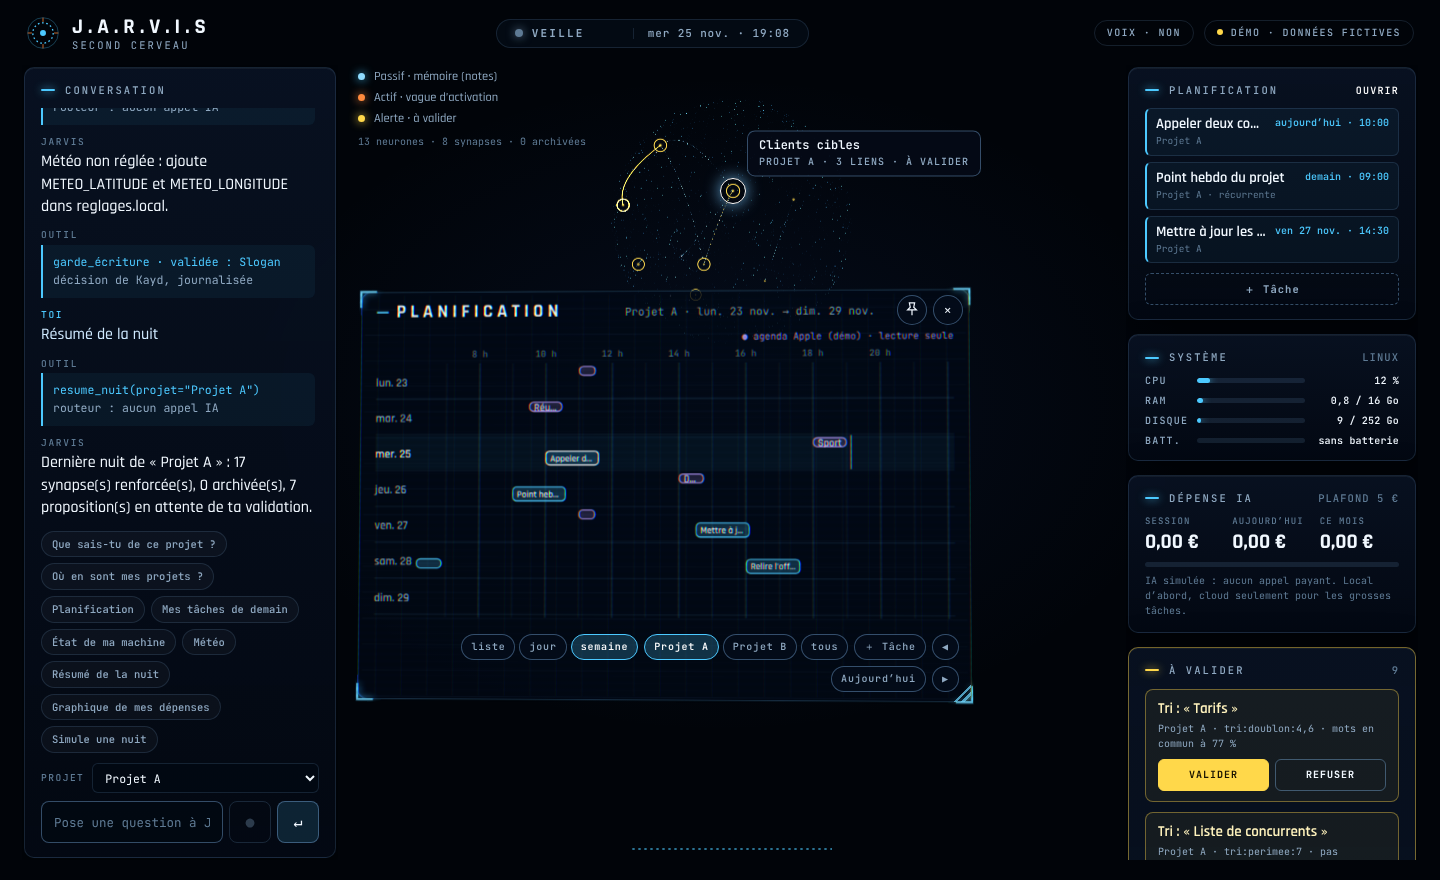 J.A.R.V.I.S
SECOND CERVEAU
VEILLE
mer 25 nov. · 19:08
VOIX · NON
DÉMO · DONNÉES FICTIVES
CONVERSATION
routeur : aucun appel IA
JARVIS
Météo non réglée : ajoute
METEO_LATITUDE et METEO_LONGITUDE
dans reglages.local.
OUTIL
garde_écriture · validée : Slogan
décision de Kayd, journalisée
TOI
Résumé de la nuit
OUTIL
resume_nuit(projet="Projet A")
routeur : aucun appel IA
JARVIS
Dernière nuit de « Projet A » : 17
synapse(s) renforcée(s), 0 archivée(s), 7
proposition(s) en attente de ta validation.
Que sais-tu de ce projet ?
Où en sont mes projets ?
Planification
Mes tâches de demain
État de ma machine
Météo
Résumé de la nuit
Graphique de mes dépenses
Simule une nuit
PROJET
Projet A
Pose une question à J
↵
Passif · mémoire (notes)
Actif · vague d'activation
Alerte · à valider
13 neurones · 8 synapses · 0 archivées
Clients cibles
PROJET A · 3 LIENS · À VALIDER
PLANIFICATION
Projet A · lun. 23 nov. → dim. 29 nov.
×
agenda Apple (démo) · lecture seule
8 h
10 h
12 h
14 h
16 h
18 h
20 h
lun. 23
mar. 24
Réu…
mer. 25
Appeler d…
Sport
jeu. 26
Point heb…
D…
ven. 27
Mettre à j…
sam. 28
Relire l'off…
dim. 29
liste
jour
semaine
Projet A
Projet B
tous
+ Tâche
◀
Aujourd'hui
▶
PLANIFICATION
OUVRIR
Appeler deux co…
aujourd'hui · 10:00
Projet A
Point hebdo du projet
demain · 09:00
Projet A · récurrente
Mettre à jour les …
ven 27 nov. · 14:30
Projet A
+ Tâche
SYSTÈME
LINUX
CPU
12 %
RAM
0,8 / 16 Go
DISQUE
9 / 252 Go
BATT.
sans batterie
DÉPENSE IA
PLAFOND 5 €
SESSION
AUJOURD'HUI
CE MOIS
0,00 €
0,00 €
0,00 €
IA simulée : aucun appel payant. Local
d'abord, cloud seulement pour les grosses
tâches.
À VALIDER
9
Tri : « Tarifs »
Projet A · tri:doublon:4,6 · mots en
commun à 77 %
VALIDER
REFUSER
Tri : « Liste de concurrents »
Projet A · tri:perimee:7 · pas